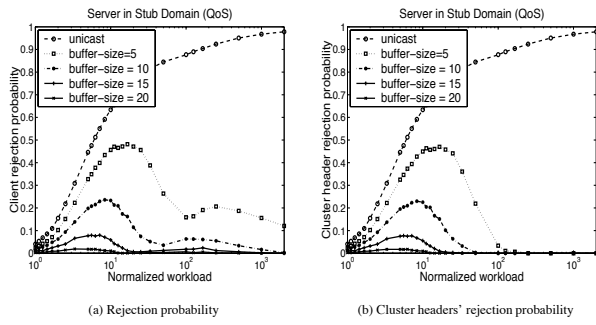 Server in Stub Domain (QoS)
1
0.9
0.8
0.7
0.6
0.5
0.4
0.3
0.2
0.1
0
Client rejection probability
unicast
buffer-size=5
buffer-size = 10
buffer-size = 15
buffer-size = 20
10^0
10^1
10^2
10^3
Normalized workload
(a) Rejection probability
Server in Stub Domain (QoS)
1
0.9
0.8
0.7
0.6
0.5
0.4
0.3
0.2
0.1
0
Cluster header rejection probability
unicast
buffer-size=5
buffer-size = 10
buffer-size = 15
buffer-size = 20
10^0
10^1
10^2
10^3
Normalized workload
(b) Cluster headers' rejection probability